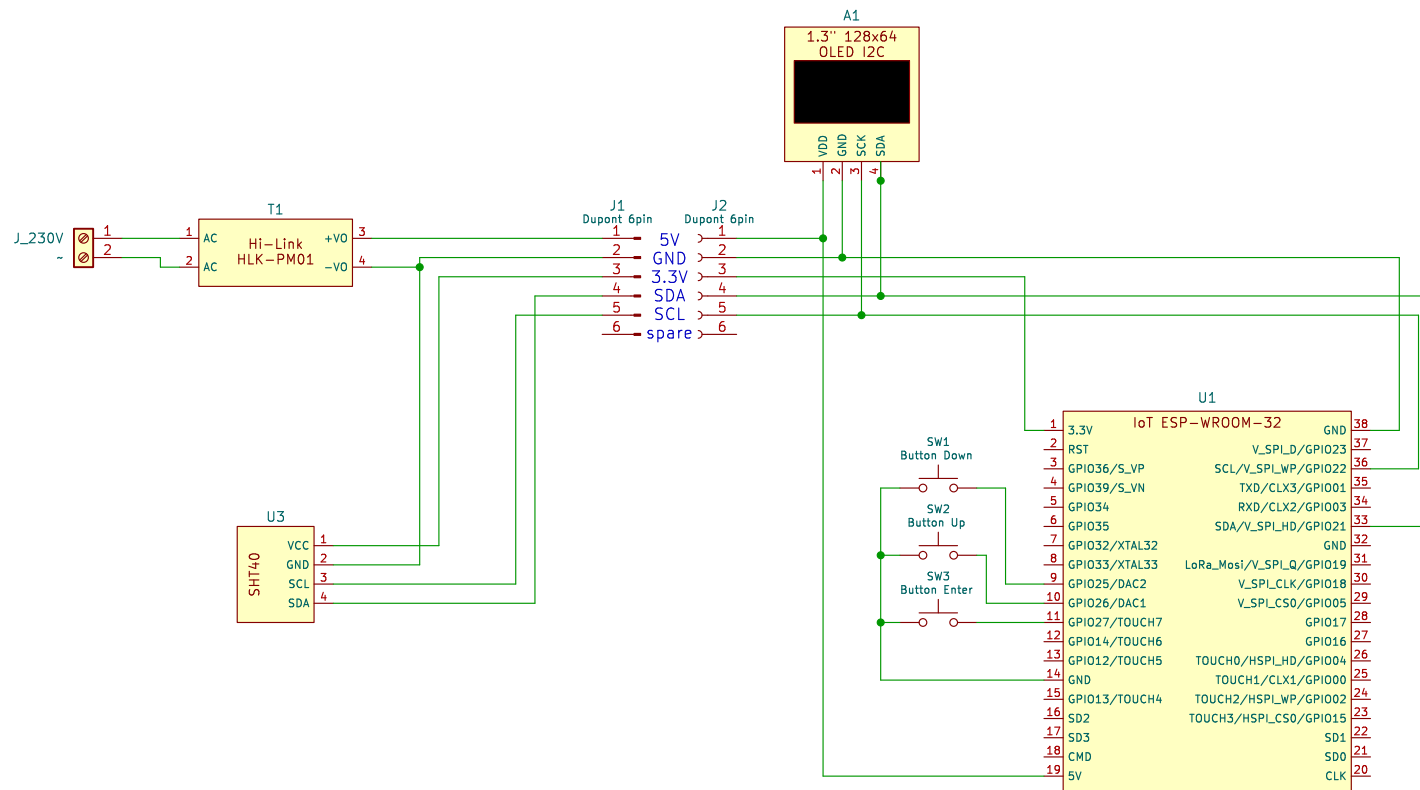 A1
1.3" 128x64
OLED I2C
VDD
GND
SCK
SDA
1
2
3
4
J_230V
~
1
2
T1
Hi-Link
HLK-PM01
1 AC
2 AC
+VO 3
-VO 4
J1
Dupont 6pin
J2
Dupont 6pin
1 5V 1
2 GND 2
3 3.3V 3
4 SDA 4
5 SCL 5
6 spare 6
U3
SHT40
VCC 1
GND 2
SCL 3
SDA 4
SW1
Button Down
SW2
Button Up
SW3
Button Enter
U1
IoT ESP-WROOM-32
1 3.3V
2 RST
3 GPIO36/S_VP
4 GPIO39/S_VN
5 GPIO34
6 GPIO35
7 GPIO32/XTAL32
8 GPIO33/XTAL33
9 GPIO25/DAC2
10 GPIO26/DAC1
11 GPIO27/TOUCH7
12 GPIO14/TOUCH6
13 GPIO12/TOUCH5
14 GND
15 GPIO13/TOUCH4
16 SD2
17 SD3
18 CMD
19 5V
GND 38
V_SPI_D/GPIO23 37
SCL/V_SPI_WP/GPIO22 36
TXD/CLX3/GPIO01 35
RXD/CLX2/GPIO03 34
SDA/V_SPI_HD/GPIO21 33
GND 32
LoRa_Mosi/V_SPI_Q/GPIO19 31
V_SPI_CLK/GPIO18 30
V_SPI_CS0/GPIO05 29
GPIO17 28
GPIO16 27
TOUCH0/HSPI_HD/GPIO04 26
TOUCH1/CLX1/GPIO00 25
TOUCH2/HSPI_WP/GPIO02 24
TOUCH3/HSPI_CS0/GPIO15 23
SD1 22
SD0 21
CLK 20